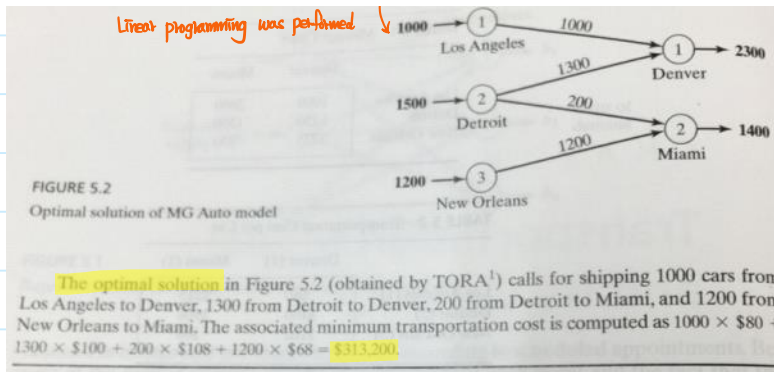 Linear programming was performed
1000 1 1000
Los Angeles 1 2300
1300 Denver
1500 2 200
Detroit 2 1400
1200 Miami
1200 3
New Orleans
FIGURE 5.2
Optimal solution of MG Auto model
The optimal solution in Figure 5.2 (obtained by TORA¹) calls for shipping 1000 cars from
Los Angeles to Denver, 1300 from Detroit to Denver, 200 from Detroit to Miami, and 1200 from
New Orleans to Miami. The associated minimum transportation cost is computed as 1000 × $80
1300 × $100 + 200 × $108 + 1200 × $68 = $313,200.